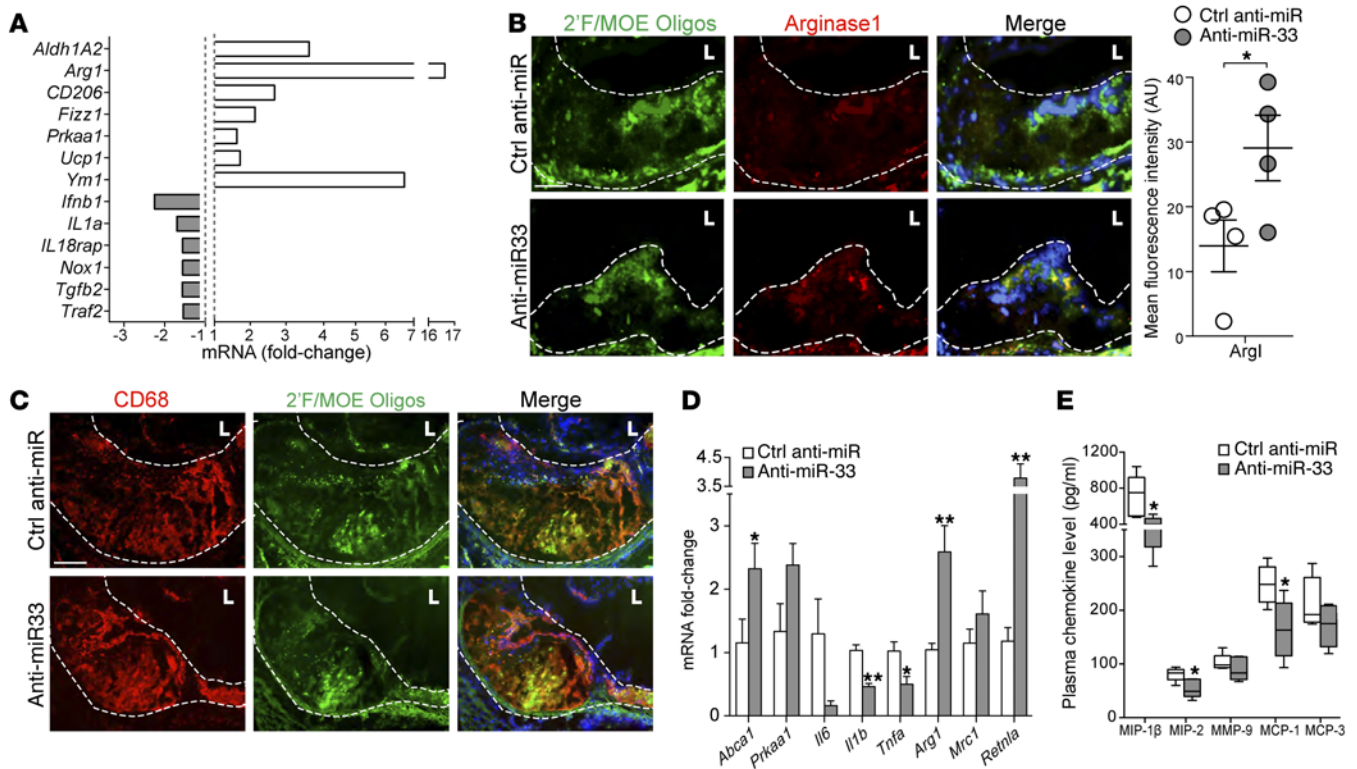 A
Aldh1A2
Arg1
CD206
Fizz1
Prkaa1
Ucp1
Ym1
Ifnb1
IL1a
IL18rap
Nox1
Tgfb2
Traf2
-3 -2 -1 1 2 3 4 5 6 7 16 17
mRNA (fold-change)
B
2'F/MOE Oligos Arginase1 Merge
Ctrl anti-miR
L L L
Anti-miR33
L L L
Ctrl anti-miR
Anti-miR-33
*
Mean fluorescence intensity (AU)
40
30
20
10
0
ArgI
C
CD68 2'F/MOE Oligos Merge
Ctrl anti-miR
L L L
Anti-miR33
L L L
D
Ctrl anti-miR
Anti-miR-33
mRNA fold-change
4.5
3.5
3
2
1
0
* ** * ** **
Abca1 Prkaa1 Il6 Il1b Tnfa Arg1 Mrc1 Retnla
E
Ctrl anti-miR
Anti-miR-33
Plasma chemokine level (pg/ml)
1200
800
400
300
200
100
0
* * *
MIP-1β MIP-2 MMP-9 MCP-1 MCP-3